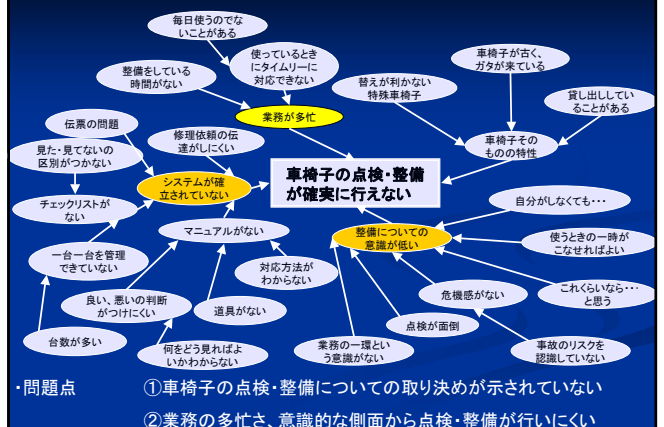 毎日使うのでな
いことがある
使っているとき
にタイムリーに
対応できない
整備をしている
時間がない
業務が多忙
替えが利かない
特殊車椅子
車椅子が古く、
ガタが来ている
貸し出しし
ていることがある
車椅子そのも
のの特性
伝票の問題
修理依頼の伝
達がしにくい
見た・見てないの
区別がつかない
システムが確
立されていない
チェックリストが
ない
車椅子の点検・整備
が確実に行えない
自分がしなくても・・・
マニュアルがない
整備についての
意識が低い
使うときの一時が
こなせればよい
一台一台を管理
できていない
対応方法が
わからない
これくらいなら・・・
と思う
良い、悪いの判断
がつけにくい
道具がない
危機感がない
点検が面倒
台数が多い
何をどう見ればよ
いかわからない
業務の一環とい
う意識がない
事故のリスクを
認識していない
・問題点 ①車椅子の点検・整備についての取り決めが示されていない
②業務の多忙さ、意識的な側面から点検・整備が行いにくい